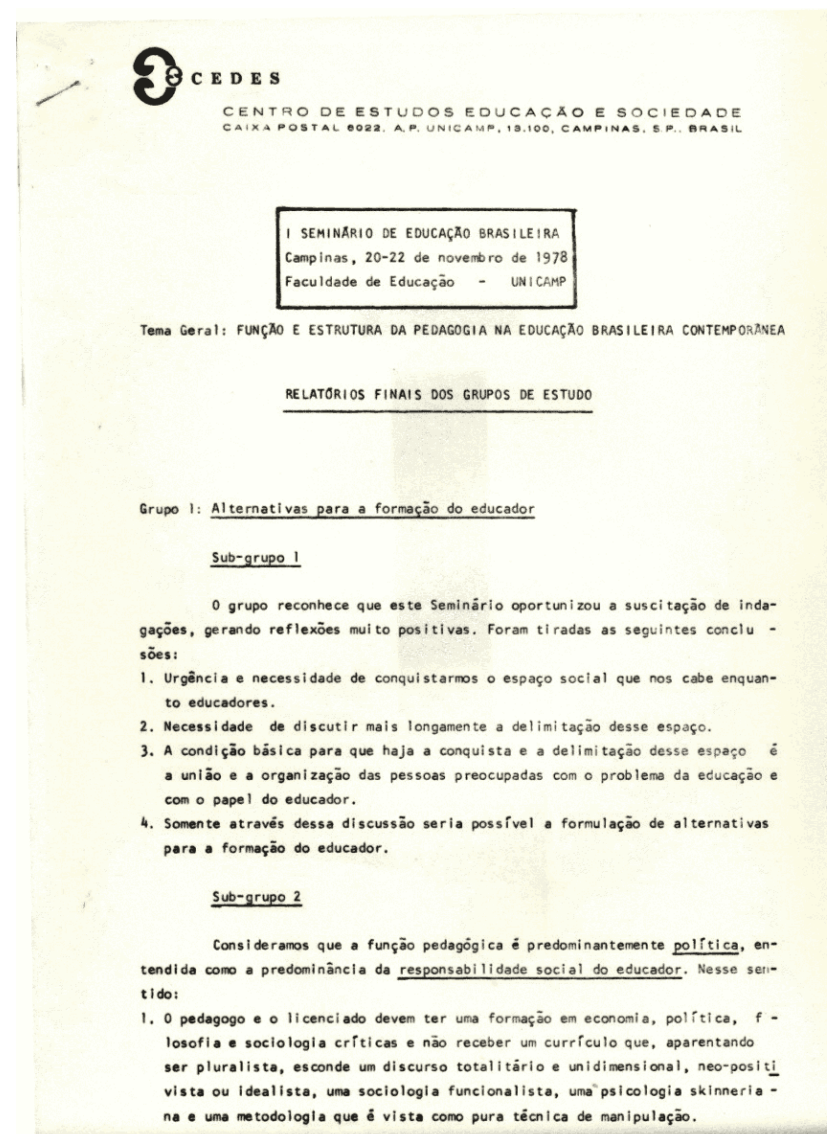 CEDES
CENTRO DE ESTUDOS EDUCAÇÃO E SOCIEDADE
CAIXA POSTAL 6022, A.P. UNICAMP, 13.100, CAMPINAS, S.P., BRASIL
I SEMINÁRIO DE EDUCAÇÃO BRASILEIRA
Campinas, 20-22 de novembro de 1978
Faculdade de Educação - UNICAMP
Tema Geral: FUNÇÃO E ESTRUTURA DA PEDAGOGIA NA EDUCAÇÃO BRASILEIRA CONTEMPORÂNEA
RELATÓRIOS FINAIS DOS GRUPOS DE ESTUDO
Grupo 1: Alternativas para a formação do educador
Sub-grupo 1
O grupo reconhece que este Seminário oportunizou a suscitação de inda-
gações, gerando reflexões muito positivas. Foram tiradas as seguintes conclu -
sões:
1. Urgência e necessidade de conquistarmos o espaço social que nos cabe enquan-
to educadores.
2. Necessidade de discutir mais longamente a delimitação desse espaço.
3. A condição básica para que haja a conquista e a delimitação desse espaço é
a união e a organização das pessoas preocupadas com o problema da educação e
com o papel do educador.
4. Somente através dessa discussão seria possível a formulação de alternativas
para a formação do educador.
Sub-grupo 2
Consideramos que a função pedagógica é predominantemente política, en-
tendida como a predominância da responsabilidade social do educador. Nesse sen-
tido:
1. O pedagogo e o licenciado devem ter uma formação em economia, política, f -
losofia e sociologia críticas e não receber um currículo que, aparentando
ser pluralista, esconde um discurso totalitário e unidimensional, neo-positi
vista ou idealista, uma sociologia funcionalista, uma psicologia skinneria -
na e uma metodologia que é vista como pura técnica de manipulação.